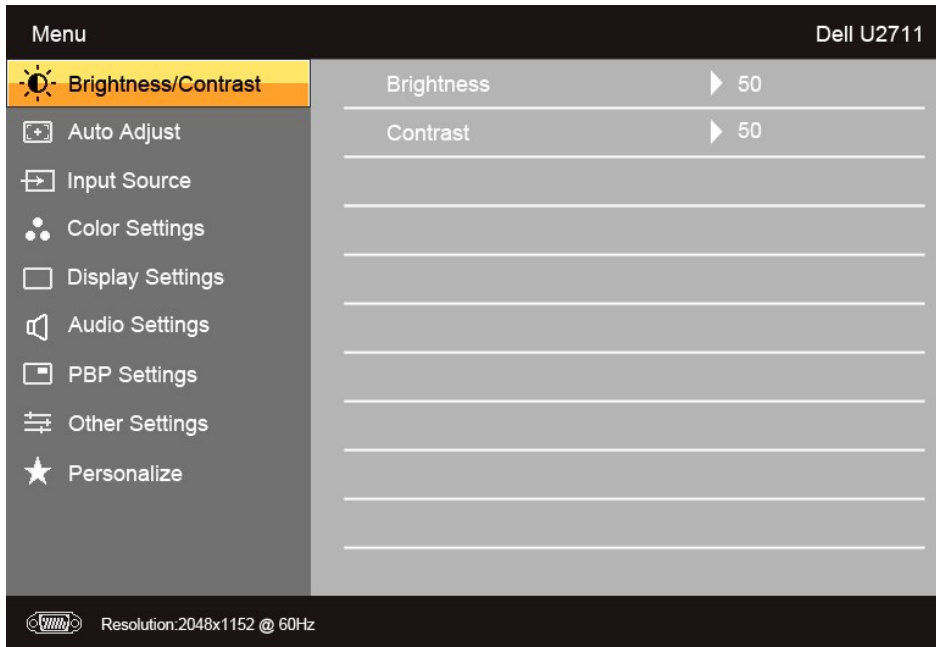 Menu Dell U2711
Brightness/Contrast
Brightness 50
Auto Adjust
Contrast 50
Input Source
Color Settings
Display Settings
Audio Settings
PBP Settings
Other Settings
Personalize
Resolution:2048x1152 @ 60Hz